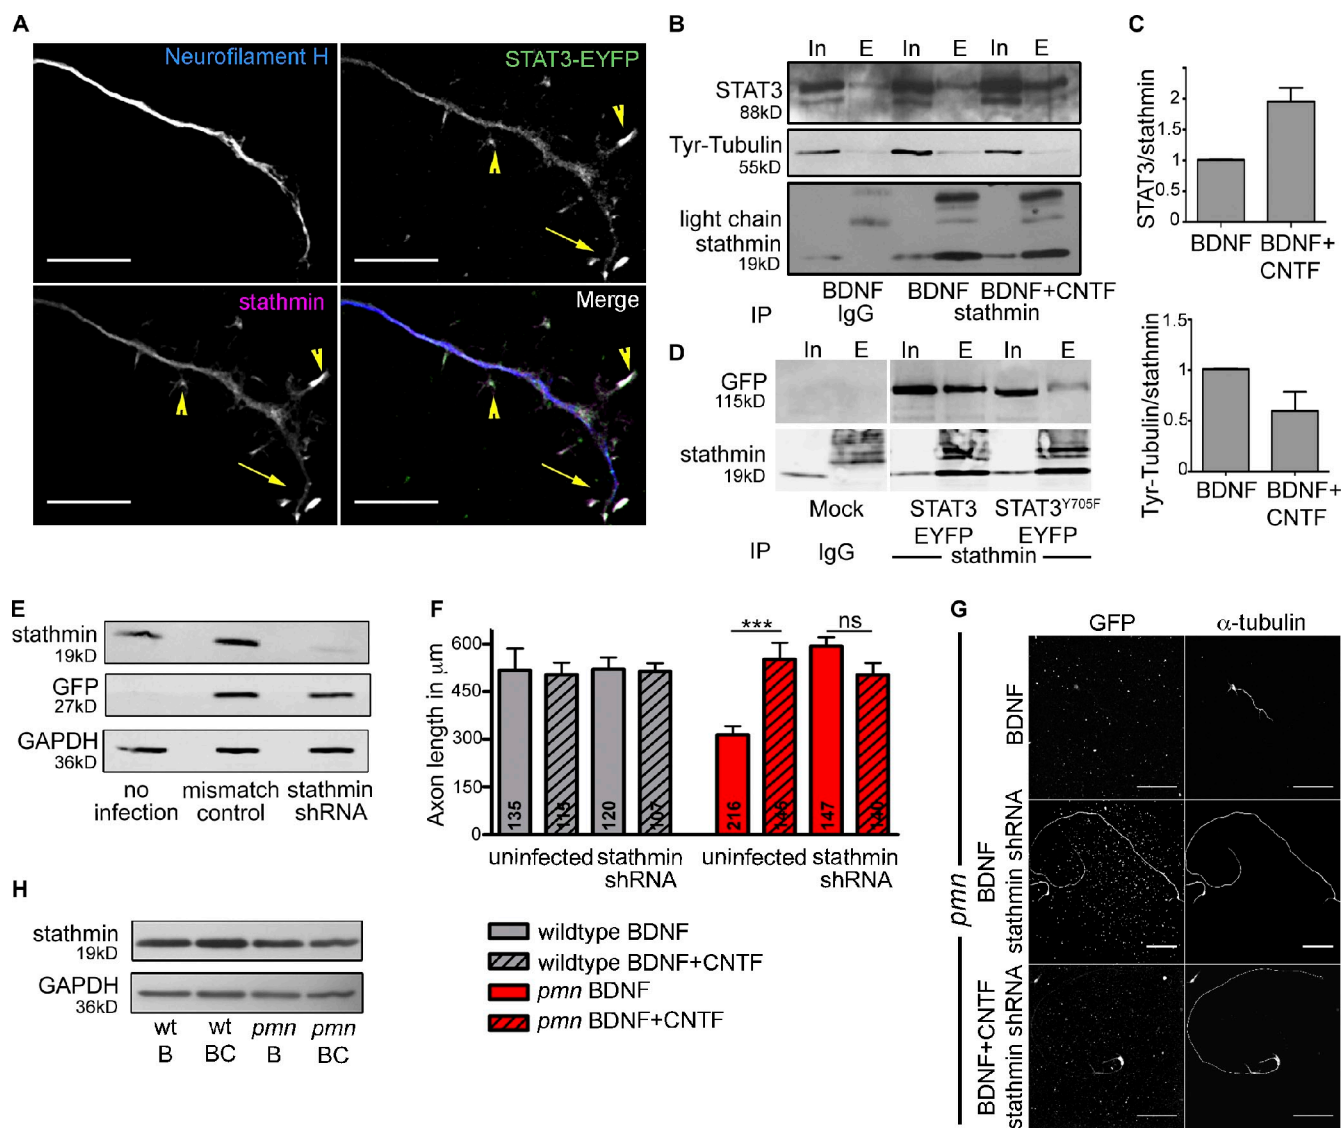 A
Neurofilament H
STAT3-EYFP
stathmin
Merge
B
In E In E In E
STAT3
88kD
Tyr-Tubulin
55kD
light chain
stathmin
19kD
BDNF BDNF BDNF+CNTF
IP IgG stathmin
C
STAT3/stathmin
2
1.5
1
0.5
0
BDNF BDNF+
CNTF
Tyr-Tubulin/stathmin
1.5
1
0.5
0
BDNF BDNF+
CNTF
D
In E In E In E
GFP
115kD
stathmin
19kD
Mock STAT3 STAT3Y705F
EYFP EYFP
IP IgG stathmin
E
stathmin
19kD
GFP
27kD
GAPDH
36kD
no mismatch stathmin
infection control shRNA
F
Axon length in μm
600
450
300
150
0
*** ns
135 115 120 107 216 147
uninfected stathmin uninfected stathmin
shRNA shRNA
wildtype BDNF
wildtype BDNF+CNTF
pmn BDNF
pmn BDNF+CNTF
G
GFP α-tubulin
pmn
BDNF
BDNF
stathmin shRNA
BDNF+CNTF
stathmin shRNA
H
stathmin
19kD
GAPDH
36kD
wt wt pmn pmn
B BC B BC